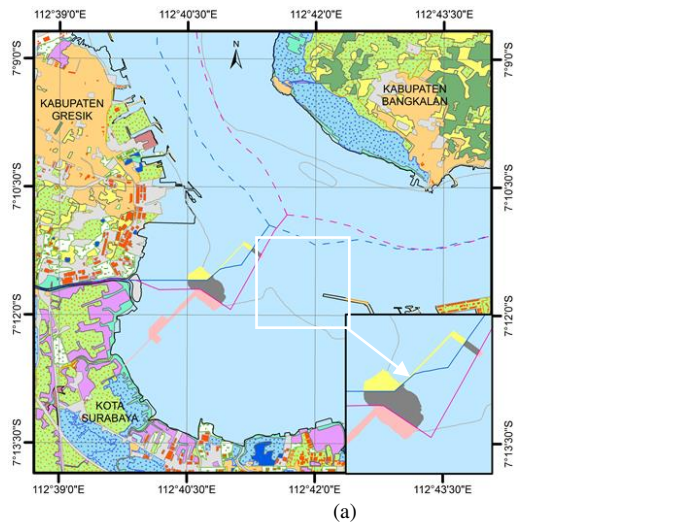 112°39'0"E 112°40'30"E 112°42'0"E 112°43'30"E
7°9'0"S 7°9'0"S
N
KABUPATEN
GRESIK
KABUPATEN
BANGKALAN
7°10'30"S 7°10'30"S
7°12'0"S 7°12'0"S
KOTA
SURABAYA
7°13'30"S 7°13'30"S
112°39'0"E 112°40'30"E 112°42'0"E 112°43'30"E
(a)